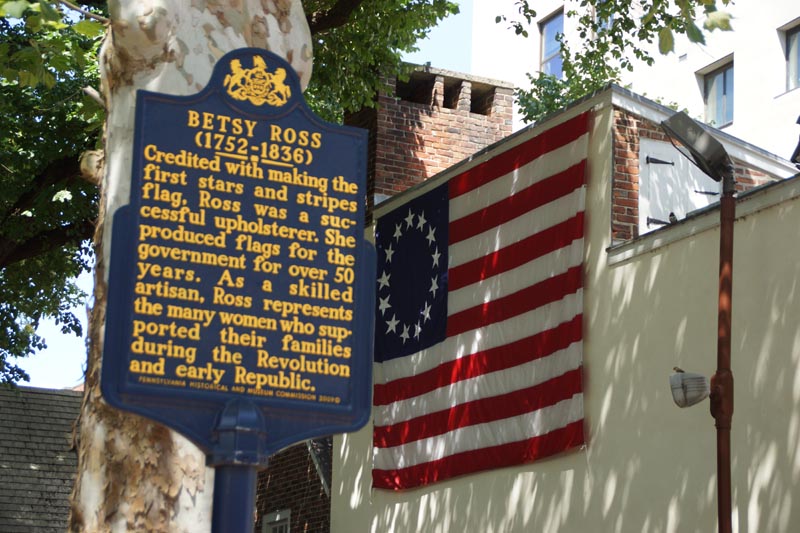 BETSY ROSS
(1752-1836)
Credited with making the
first stars and stripes
flag, Ross was a suc-
cessful upholsterer. She
produced flags for the
government for over 50
years. As a skilled
artisan, Ross represents
the many women who sup-
ported their families
during the Revolution
and early Republic.
PENNSYLVANIA HISTORICAL AND MUSEUM COMMISSION 2009©